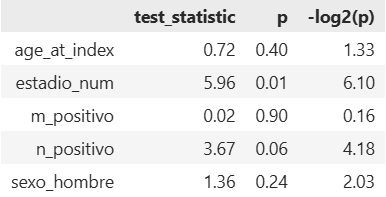 test_statistic p -log2(p)
age_at_index 0.72 0.40 1.33
estadio_num 5.96 0.01 6.10
m_positivo 0.02 0.90 0.16
n_positivo 3.67 0.06 4.18
sexo_hombre 1.36 0.24 2.03